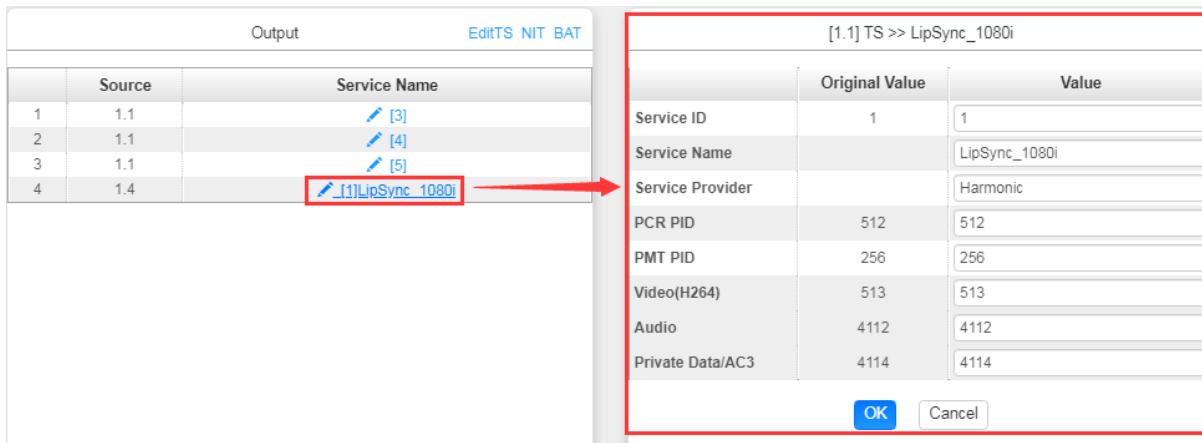 Output EditTS NIT BAT
Source Service Name
1 1.1 [3]
2 1.1 [4]
3 1.1 [5]
4 1.4 [1]LipSync_1080i
[1.1] TS >> LipSync_1080i
Original Value Value
Service ID 1 1
Service Name LipSync_1080i
Service Provider Harmonic
PCR PID 512 512
PMT PID 256 256
Video(H264) 513 513
Audio 4112 4112
Private Data/AC3 4114 4114
OK Cancel